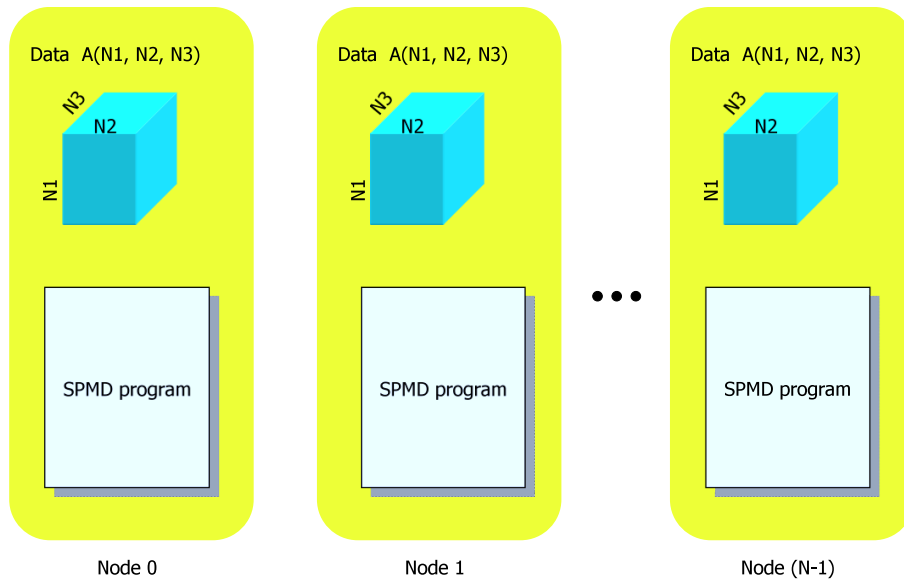 Data A(N1, N2, N3)
N3
N2
N1
SPMD program
Node 0
Data A(N1, N2, N3)
N3
N2
N1
SPMD program
Node 1
Data A(N1, N2, N3)
N3
N2
N1
SPMD program
Node (N-1)